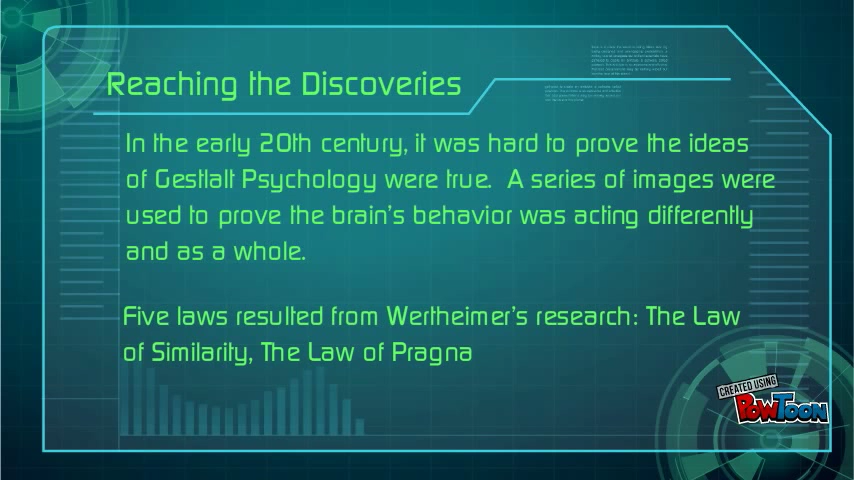 Reaching the Discoveries
In the early 20th century, it was hard to prove the ideas
of Gestlalt Psychology were true. A series of images were
used to prove the brain's behavior was acting differently
and as a whole.
Five laws resulted from Wertheimer's research: The Law
of Similarity, The Law of Pragna
CREATED USING
POWTOON